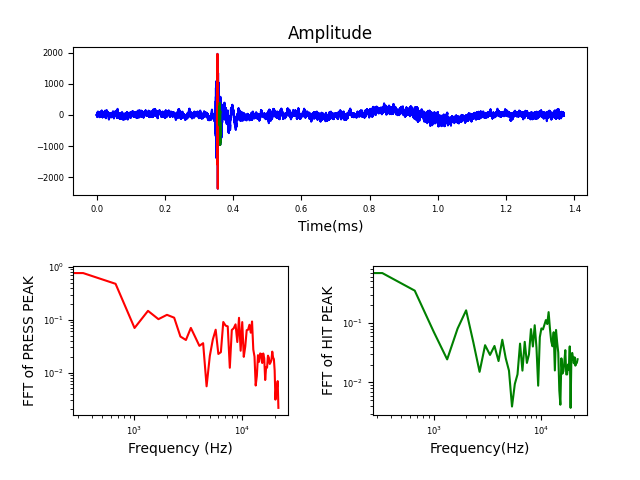 Amplitude
2000
1000
0
−1000
−2000
0.0 0.2 0.4 0.6 0.8 1.0 1.2 1.4
Time(ms)
FFT of PRESS PEAK
10⁰
10⁻¹
10⁻²
10³ 10⁴
Frequency (Hz)
FFT of HIT PEAK
10⁻¹
10⁻²
10³ 10⁴
Frequency(Hz)